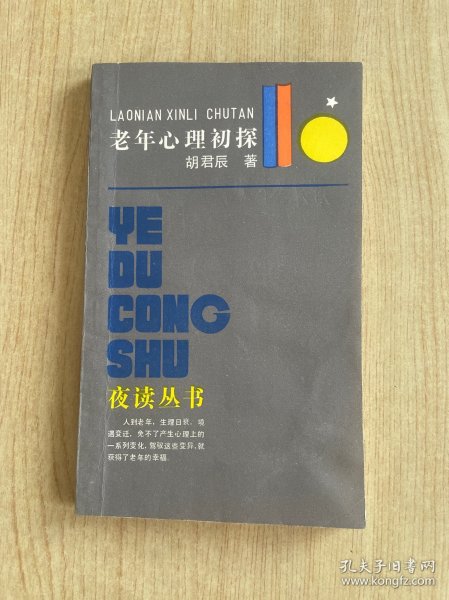 LAONIAN XINLI CHUTAN
老年心理初探
胡君辰 著
YE
DU
CONG
SHU
夜读丛书
人到老年，生理日衰，境
遇变迁，免不了产生心理上的
一系列变化，驾驭这些变异，就
获得了老年的幸福。
孔夫子旧书网
www.kongfz.com